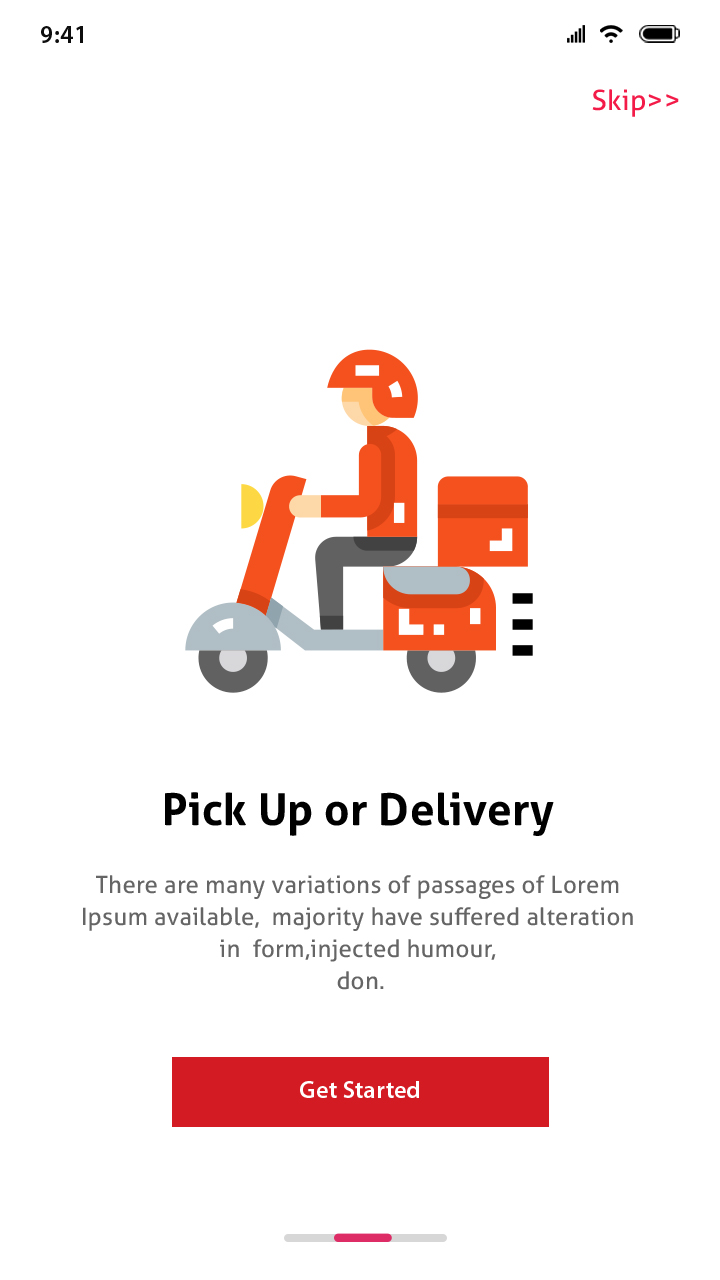 9:41
Skip>>
Pick Up or Delivery
There are many variations of passages of Lorem
Ipsum available,  majority have suffered alteration
in  form,injected humour,
don.
Get Started